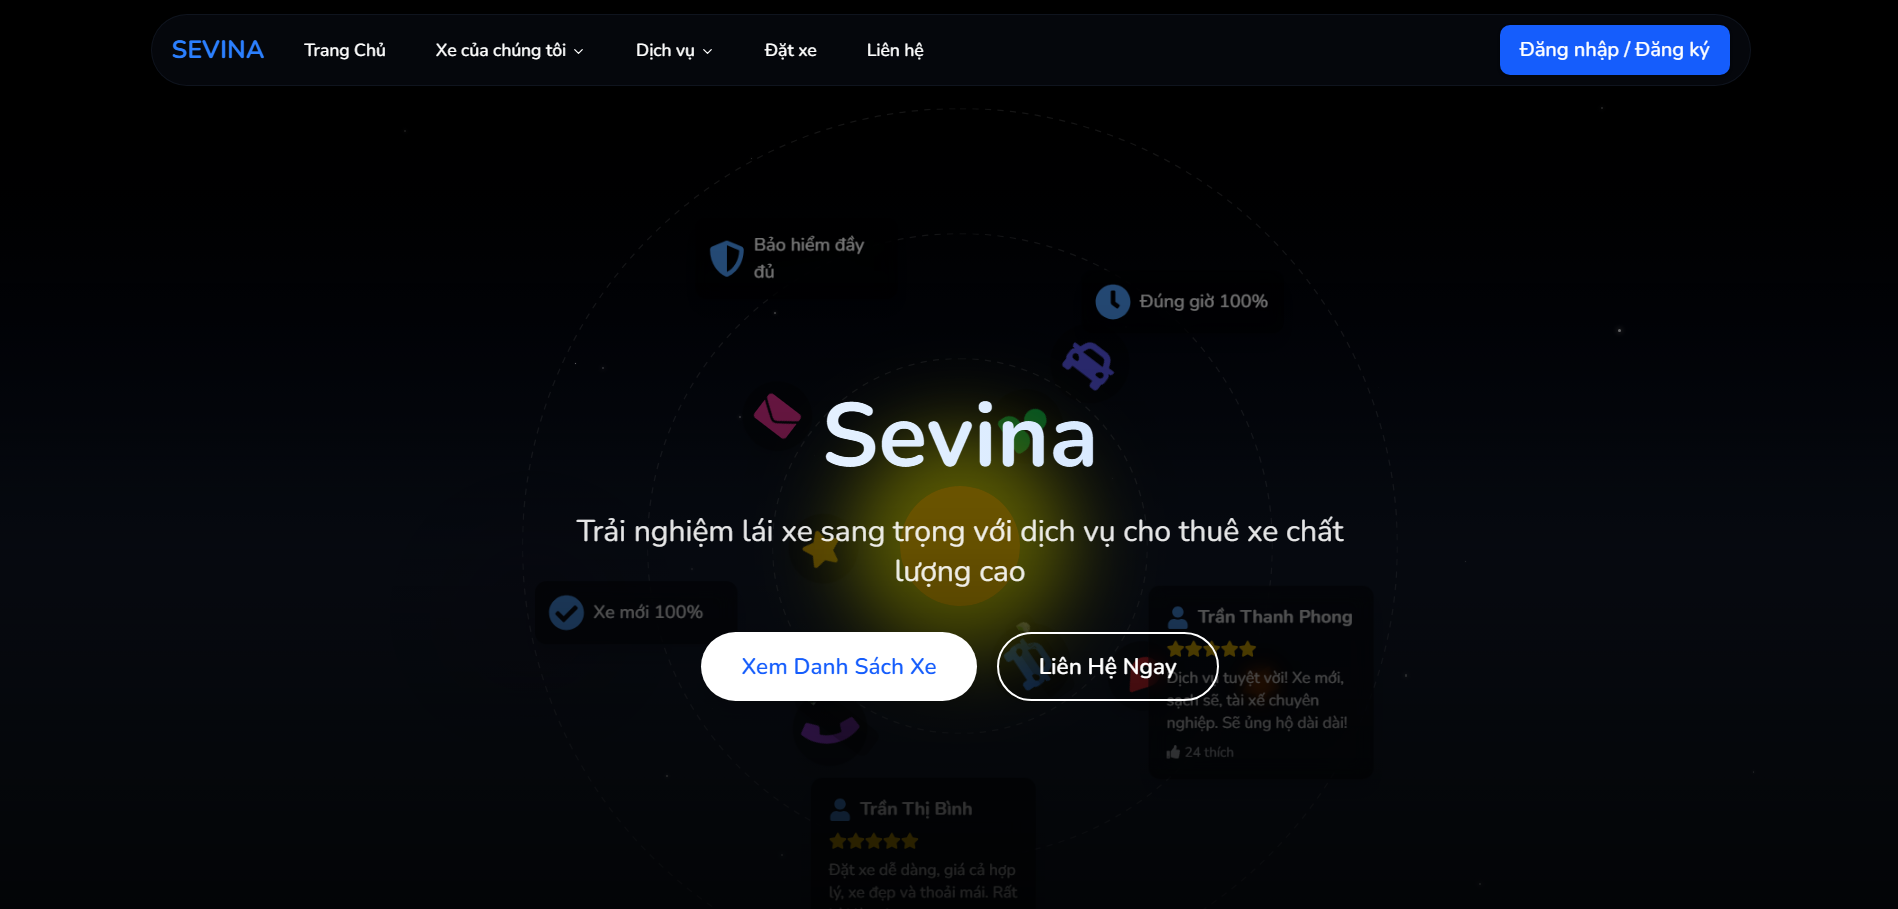 SEVINA
Trang Chủ
Xe của chúng tôi
Dịch vụ
Đặt xe
Liên hệ
Đăng nhập / Đăng ký
Bảo hiểm đầy
đủ
Đúng giờ 100%
Sevina
Trải nghiệm lái xe sang trọng với dịch vụ cho thuê xe chất
lượng cao
Xe mới 100%
Xem Danh Sách Xe
Liên Hệ Ngay
Trần Thanh Phong
Dịch vụ tuyệt vời! Xe mới,
sạch sẽ, tài xế chuyên
nghiệp. Sẽ ủng hộ dài dài!
24 thích
Trần Thị Bình
Đặt xe dễ dàng, giá cả hợp
lý, xe đẹp và thoải mái. Rất